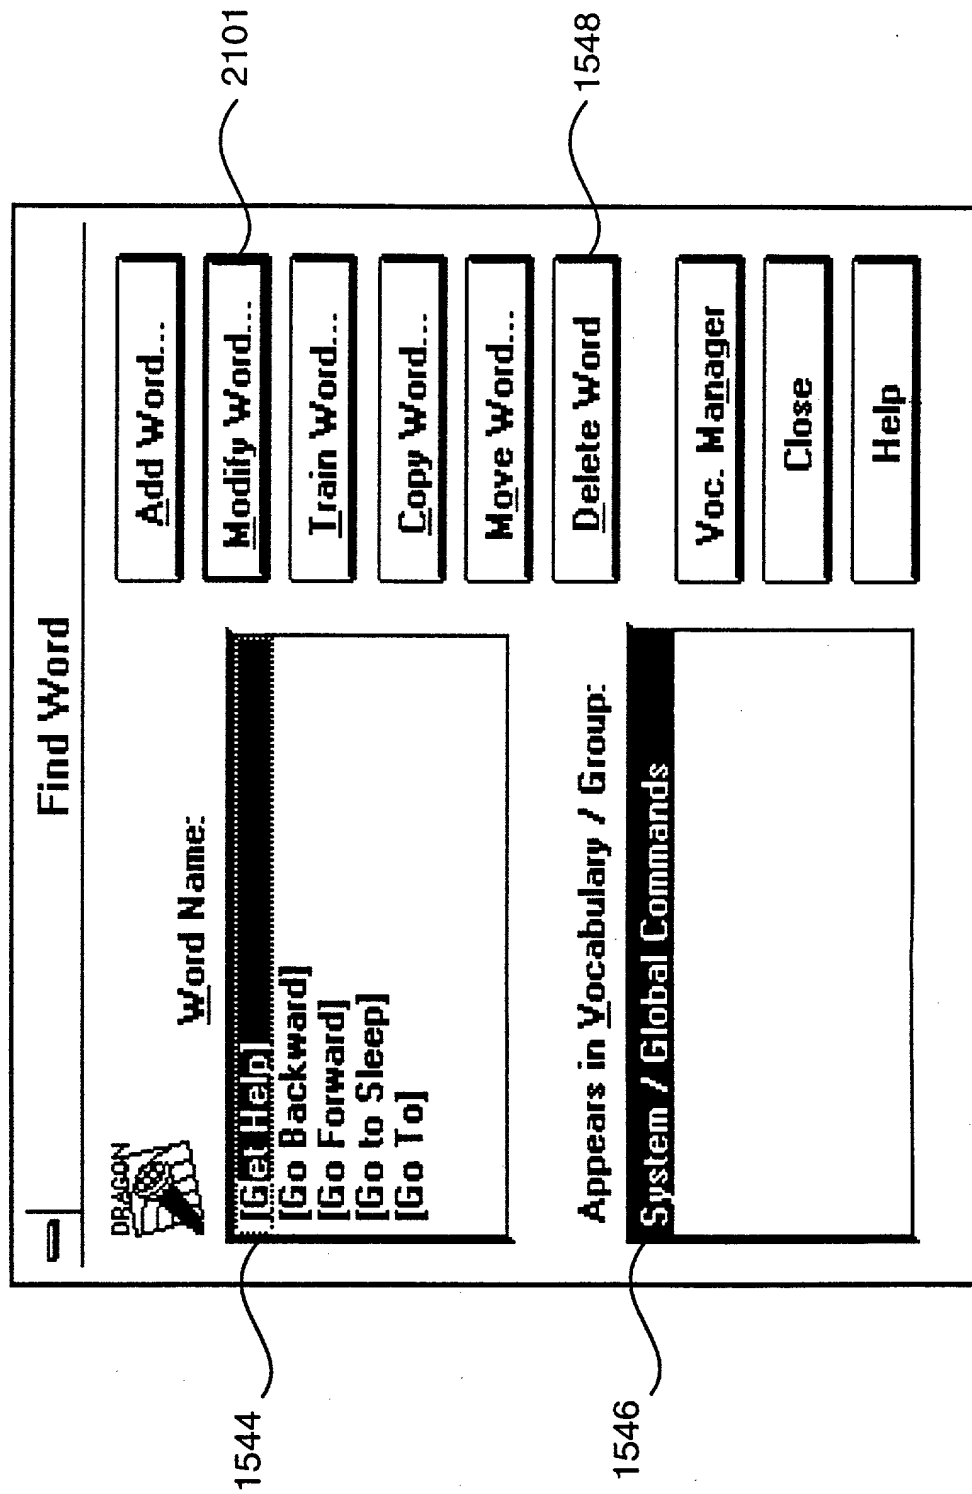 Find Word
DRAGON
Word Name:
[Get Help]
[Go Backward]
[Go Forward]
[Go to Sleep]
[Go To]
Appears in Vocabulary / Group:
System / Global Commands
Add Word...
Modify Word...
Train Word...
Copy Word...
Move Word...
Delete Word
Voc. Manager
Close
Help
1544
1546
2101
1548